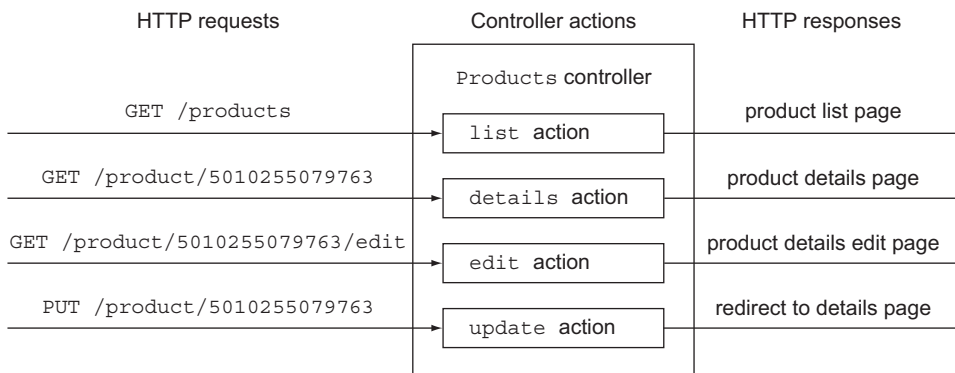 HTTP requests
Controller actions
HTTP responses
Products controller
GET /products
list action
product list page
GET /product/5010255079763
details action
product details page
GET /product/5010255079763/edit
edit action
product details edit page
PUT /product/5010255079763
update action
redirect to details page